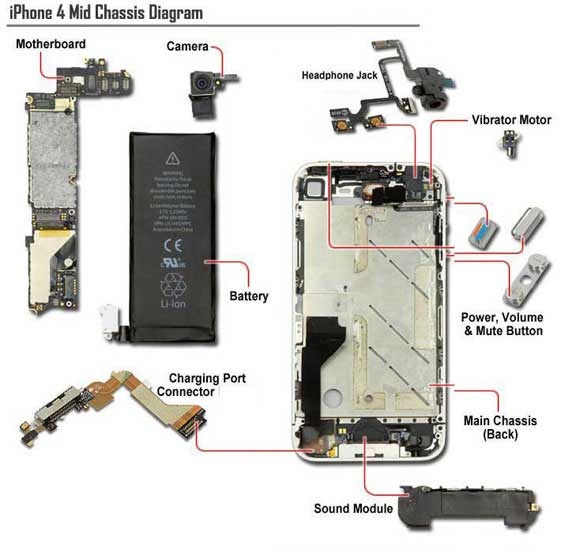 iPhone 4 Mid Chassis Diagram
Motherboard
Camera
Headphone Jack
Vibrator Motor
WARNING
Li-ion
Battery
Power, Volume
& Mute Button
Charging Port
Connector
Main Chassis
(Back)
Sound Module